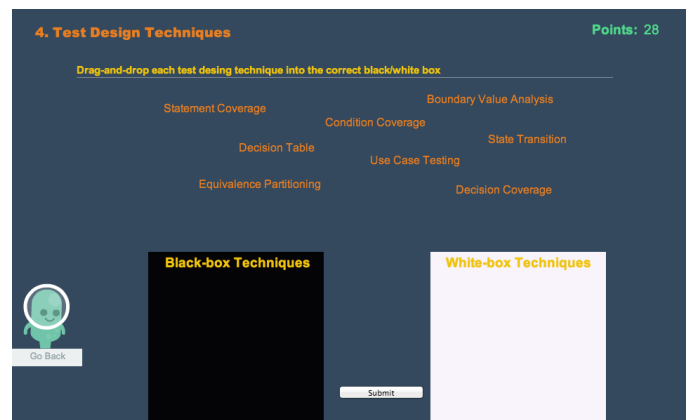 4. Test Design Techniques
Points: 28
Drag-and-drop each test desing technique into the correct black/white box
Boundary Value Analysis
Statement Coverage
Condition Coverage
State Transition
Decision Table
Use Case Testing
Equivalence Partitioning
Decision Coverage
Black-box Techniques
White-box Techniques
Go Back
Submit